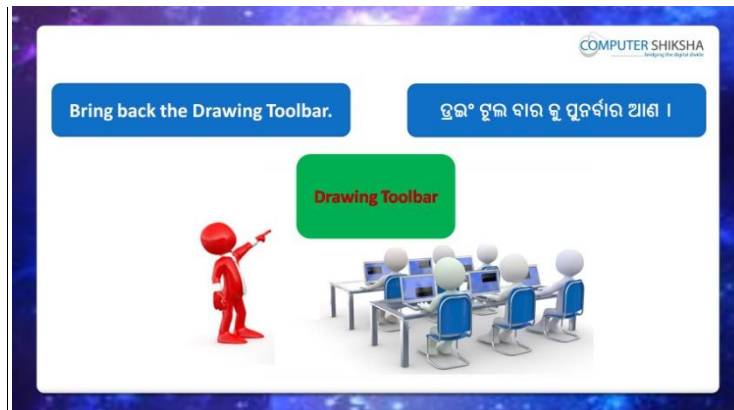 COMPUTER SHIKSHA
bridging the digital divide
Bring back the Drawing Toolbar.
ଡ୍ରଇଂ ଟୁଲ ବାର କୁ ପୁନର୍ବାର ଆଣ ।
Drawing Toolbar